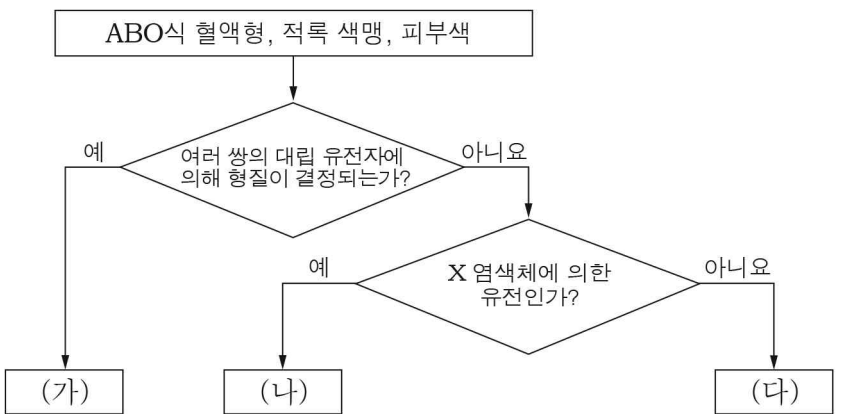 ABO식 혈액형, 적록 색맹, 피부색
예
여러 쌍의 대립 유전자에
의해 형질이 결정되는가?
아니요
예
X 염색체에 의한
유전인가?
아니요
(가)
(나)
(다)